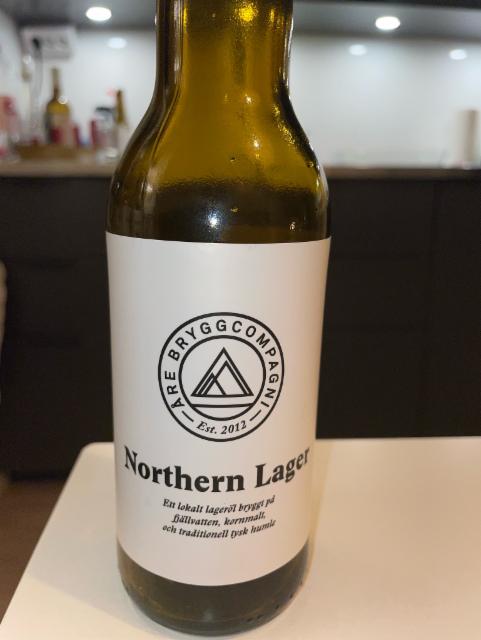 ÅRE BRYGGCOMPAGNI
Est. 2012
Northern Lager
Ett lokalt lageröl bryggt på
fjällvatten, kornmalt,
och traditionell tysk humle